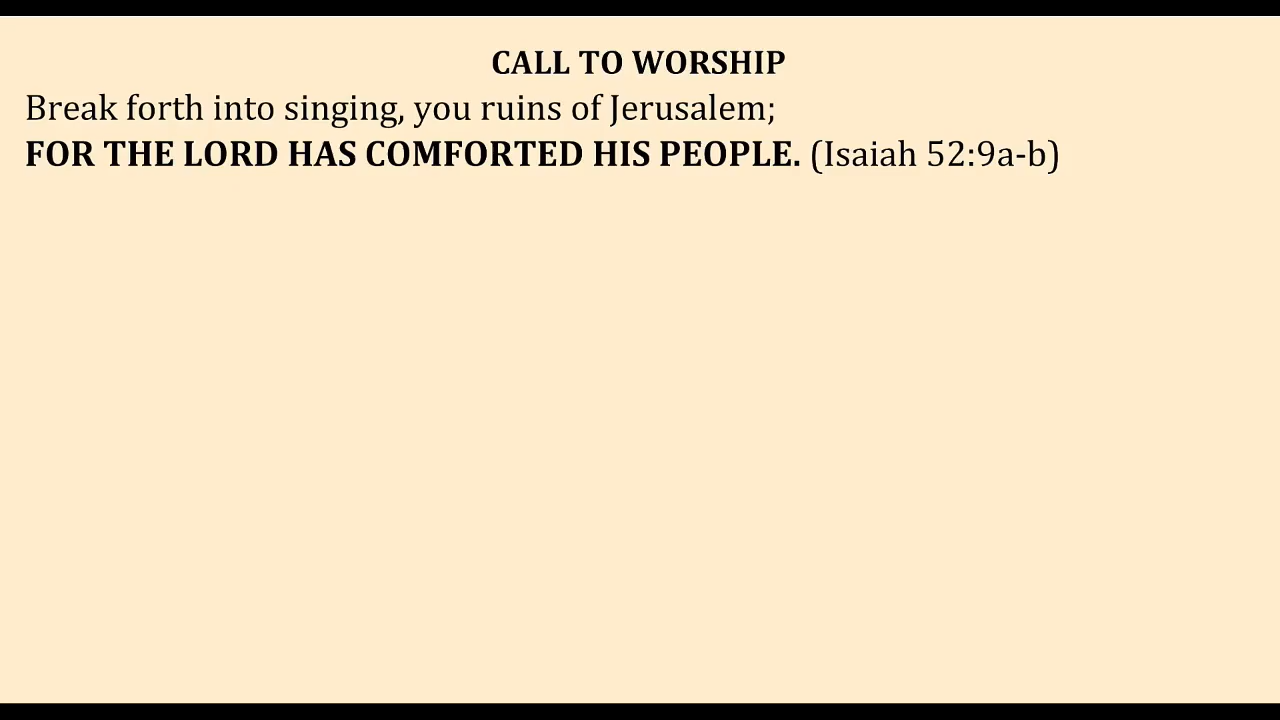 CALL TO WORSHIP
Break forth into singing, you ruins of Jerusalem;
FOR THE LORD HAS COMFORTED HIS PEOPLE. (Isaiah 52:9a-b)